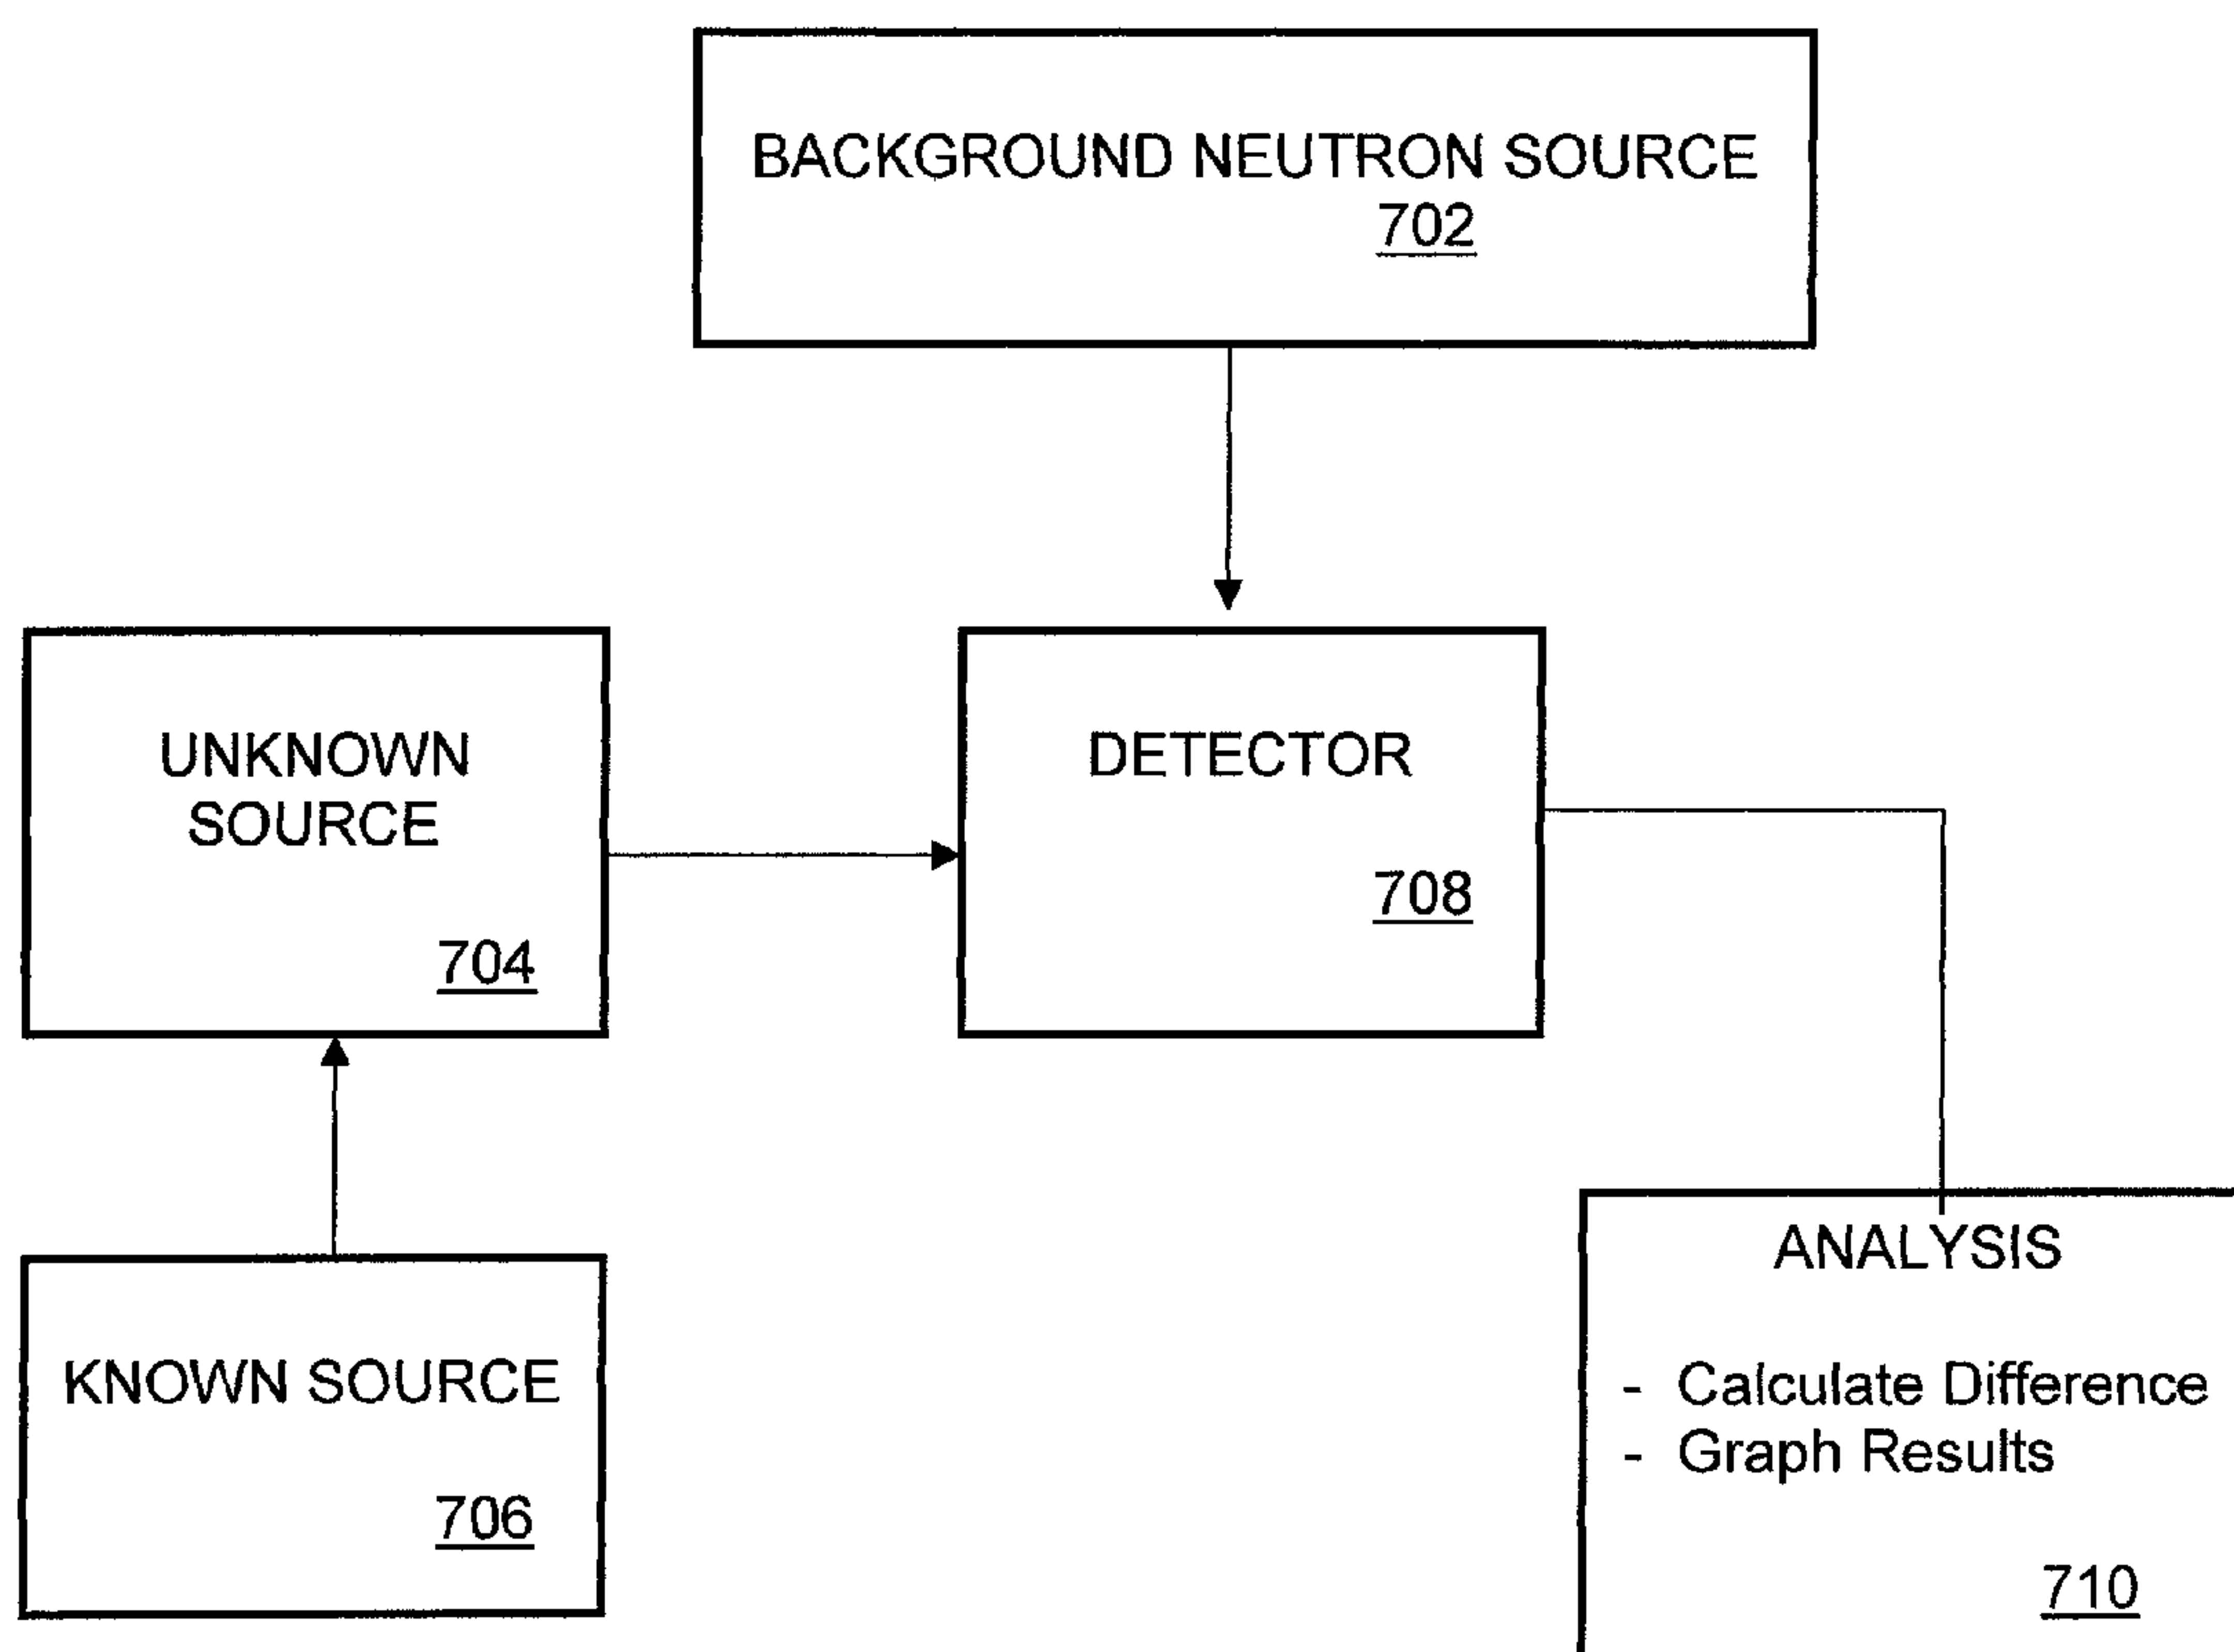 BACKGROUND NEUTRON SOURCE
702
UNKNOWN
SOURCE
704
DETECTOR
708
KNOWN SOURCE
706
ANALYSIS
- Calculate Difference
- Graph Results
710